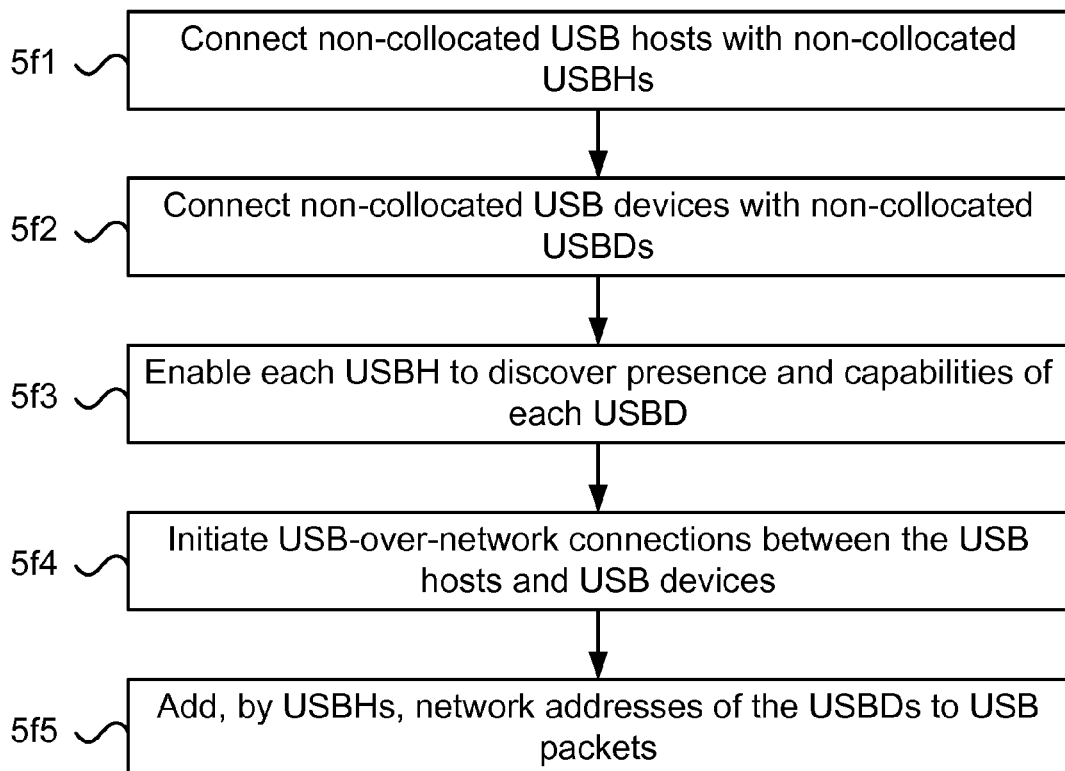 5f1
Connect non-collocated USB hosts with non-collocated
USBHs
5f2
Connect non-collocated USB devices with non-collocated
USBDs
5f3
Enable each USBH to discover presence and capabilities of
each USBD
5f4
Initiate USB-over-network connections between the USB
hosts and USB devices
5f5
Add, by USBHs, network addresses of the USBDs to USB
packets